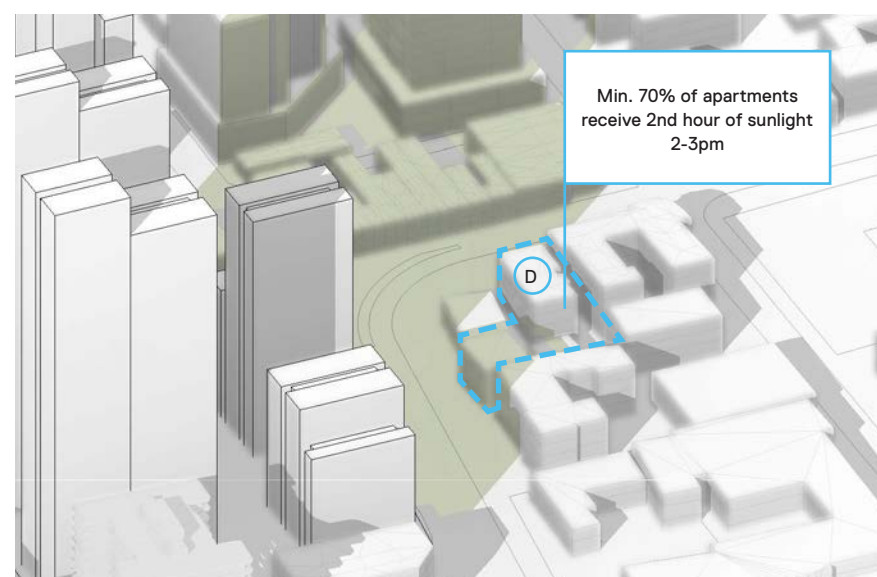 Min. 70% of apartments
receive 2nd hour of sunlight
2-3pm
D